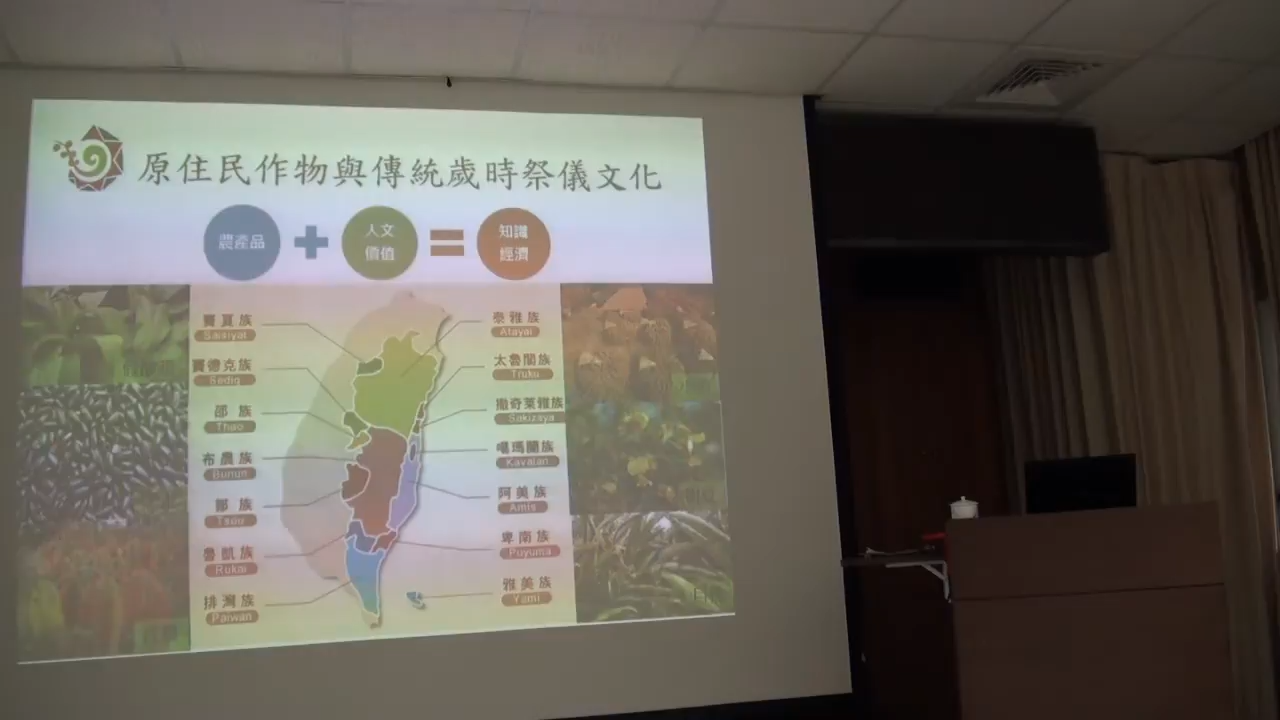 原住民作物與傳統歲時祭儀文化
農產品
人文
價值
知識
經濟
賽夏族
Saisiyat
賽德克族
Sediq
邵族
Thao
布農族
Bunun
鄒族
Tsou
魯凱族
Rukai
排灣族
Paiwan
泰雅族
Atayal
太魯閣族
Truku
撒奇萊雅族
Sakizaya
噶瑪蘭族
Kavalan
阿美族
Amis
卑南族
Puyuma
雅美族
Yami